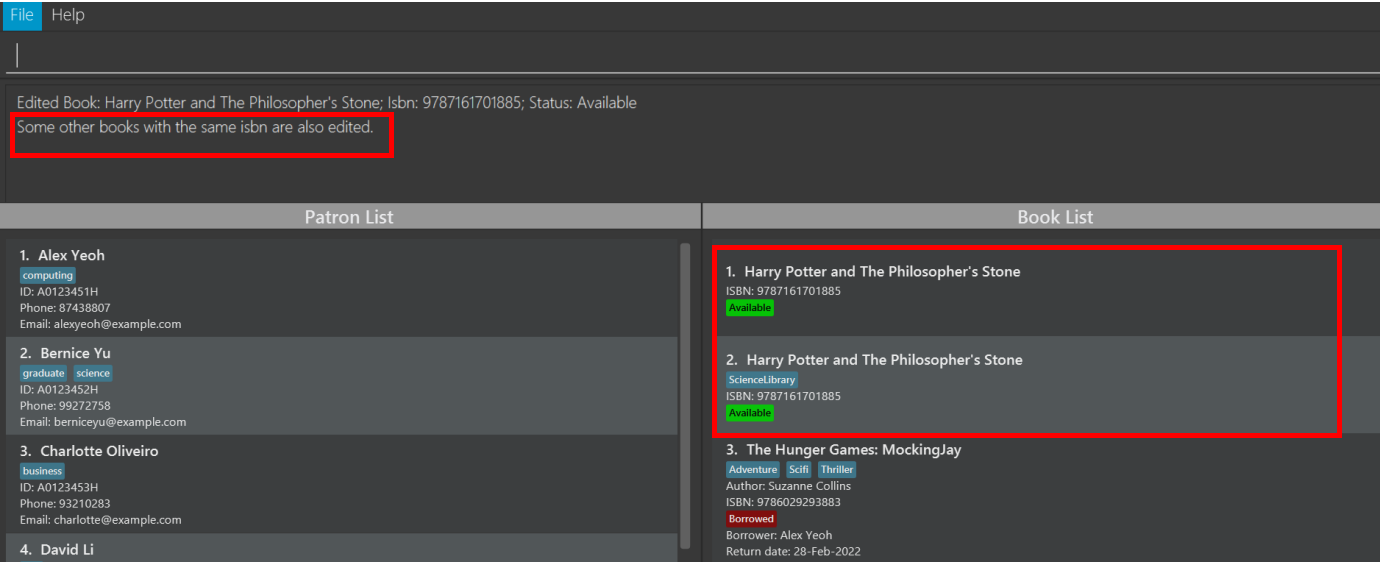 File Help
Edited Book: Harry Potter and The Philosopher's Stone; Isbn: 9787161701885; Status: Available
Some other books with the same isbn are also edited.
Patron List
1. Alex Yeoh
computing
ID: A0123451H
Phone: 87438807
Email: alexyeoh@example.com
2. Bernice Yu
graduate science
ID: A0123452H
Phone: 99272758
Email: berniceyu@example.com
3. Charlotte Oliveiro
business
ID: A0123453H
Phone: 93210283
Email: charlotte@example.com
4. David Li
Book List
1. Harry Potter and The Philosopher's Stone
ISBN: 9787161701885
Available
2. Harry Potter and The Philosopher's Stone
ScienceLibrary
ISBN: 9787161701885
Available
3. The Hunger Games: MockingJay
Adventure Scifi Thriller
Author: Suzanne Collins
ISBN: 9786029293883
Borrowed
Borrower: Alex Yeoh
Return date: 28-Feb-2022